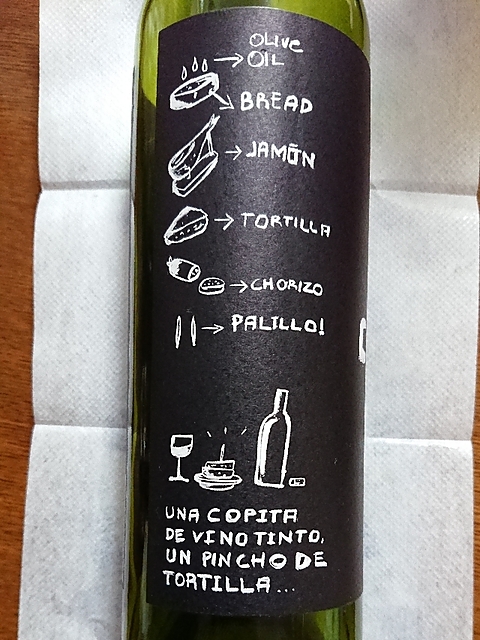 OLIVE
OIL
BREAD
JAMÓN
TORTILLA
CHORIZO
PALILLO!
UNA COPITA
DE VINO TINTO,
UN PINCHO DE
TORTILLA...